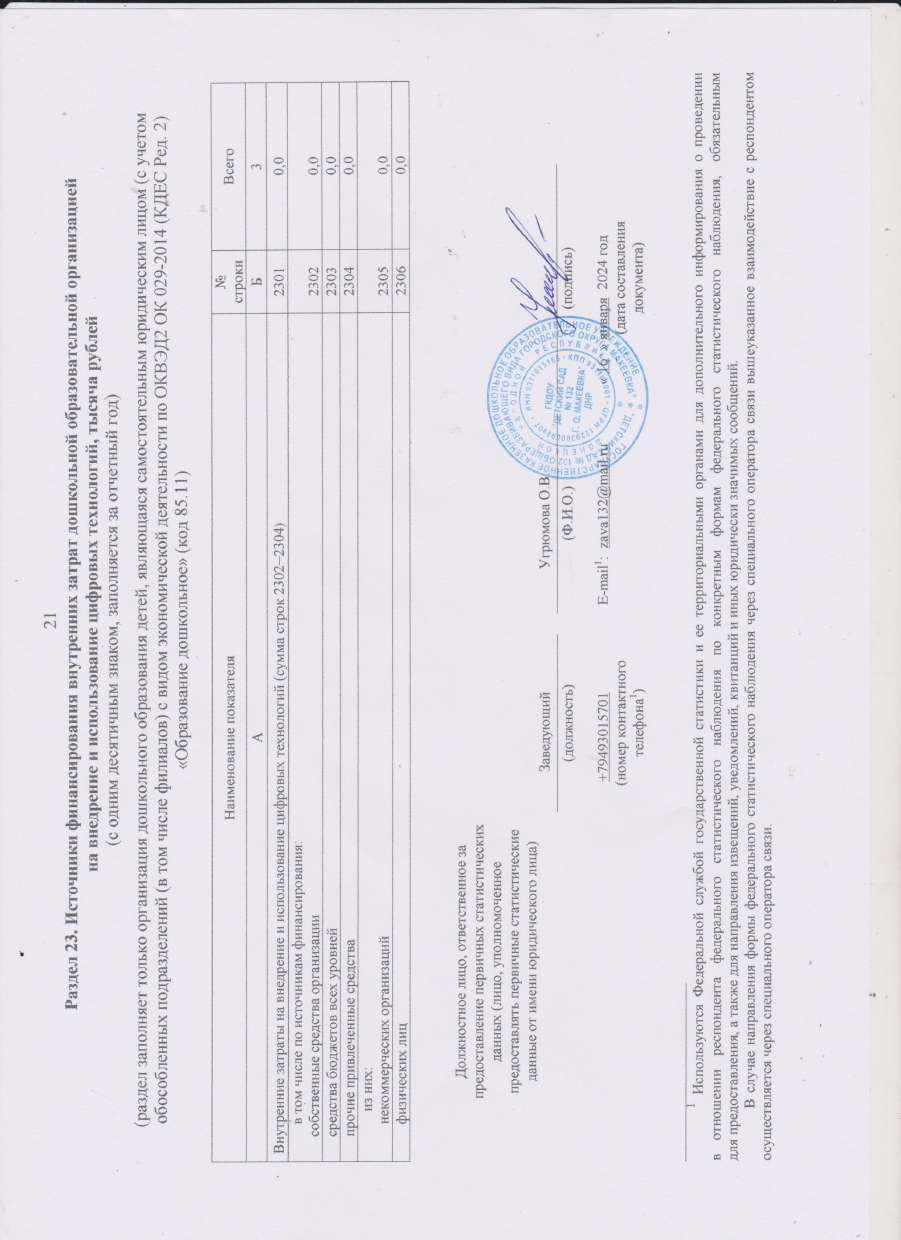 21
Раздел 23. Источники финансирования внутренних затрат дошкольной образовательной организацией
на внедрение и использование цифровых технологий, тысяча рублей
(с одним десятичным знаком, заполняется за отчетный год)
(раздел заполняет только организация дошкольного образования детей, являющаяся самостоятельным юридическим лицом (с учетом
обособленных подразделений (в том числе филиалов) с видом экономической деятельности по ОКВЭД2 ОК 029-2014 (КДЕС Ред. 2)
«Образование дошкольное» (код 85.11)
Наименование показателя № строки Всего
А Б 3
Внутренние затраты на внедрение и использование цифровых технологий (сумма строк 2302–2304) 2301 0,0
в том числе по источникам финансирования:
собственные средства организации 2302 0,0
средства бюджетов всех уровней 2303 0,0
прочие привлеченные средства 2304 0,0
из них:
некоммерческих организаций 2305 0,0
физических лиц 2306 0,0
Должностное лицо, ответственное за
предоставление первичных статистических
данных (лицо, уполномоченное
предоставлять первичные статистические
данные от имени юридического лица)
Заведующий Угрюмова О В
(должность) (Ф.И.О.) (подпись)
+79493015701 E-mail¹: zava132@mail.ru января 2024 год
(номер контактного телефона¹) (дата составления документа)
ГКДОУ
"ДЕТСКИЙ САД
№ 132
Г. О. МАКЕЕВКА"
ДНР
¹ Используются Федеральной службой государственной статистики и ее территориальными органами для дополнительного информирования о проведении
в отношении респондента федерального статистического наблюдения по конкретным формам федерального статистического наблюдения, обязательным
для предоставления, а также для направления извещений, уведомлений, квитанций и иных юридически значимых сообщений.
В случае направления формы федерального статистического наблюдения через специального оператора связи вышеуказанное взаимодействие с респондентом
осуществляется через специального оператора связи.